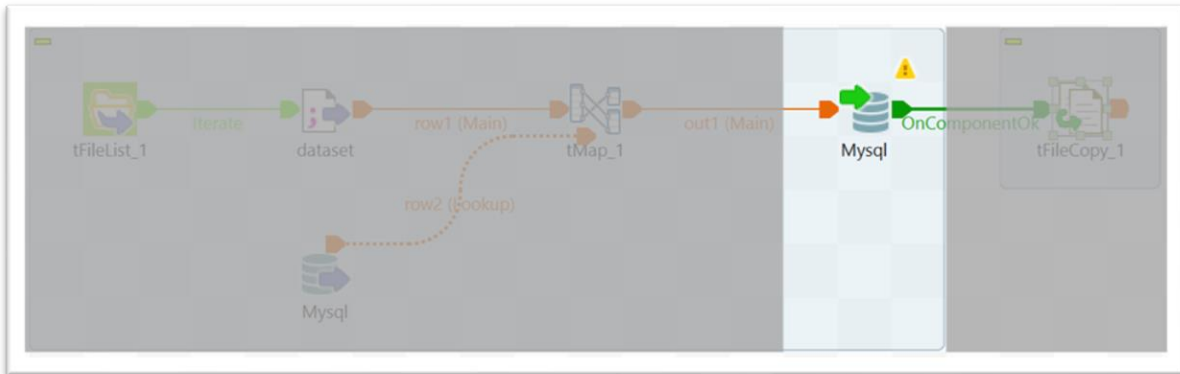 Iterate
row1 (Main)
out1 (Main)
OnComponentOk
tFileList_1
dataset
tMap_1
Mysql
tFileCopy_1
row2 (Lookup)
Mysql